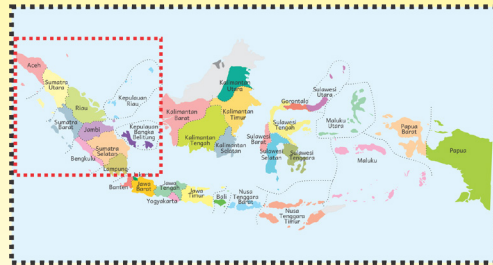 Aceh
Sumatra
Utara
Riau
Kepulauan
Riau
Sumatra
Barat
Jambi
Kepulauan
Bangka
Belitung
Sumatra
Selatan
Bengkulu
Lampung
Banten
Jawa
Barat
Jawa
Tengah
Yogyakarta
Jawa
Timur
Bali
Nusa
Tenggara
Barat
Nusa
Tenggara
Timur
Kalimantan
Utara
Kalimantan
Barat
Kalimantan
Timur
Kalimantan
Tengah
Kalimantan
Selatan
Gorontalo
Sulawesi
Utara
Sulawesi
Tengah
Sulawesi
Barat
Sulawesi
Selatan
Sulawesi
Tenggara
Maluku
Utara
Maluku
Papua
Barat
Papua